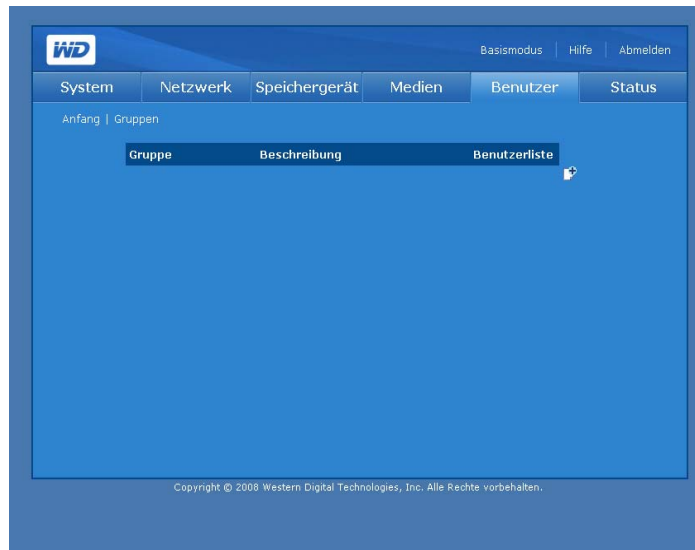 WD
Basismodus | Hilfe | Abmelden
System Netzwerk Speichergerät Medien Benutzer Status
Anfang | Gruppen
Gruppe Beschreibung Benutzerliste
Copyright © 2008 Western Digital Technologies, Inc. Alle Rechte vorbehalten.